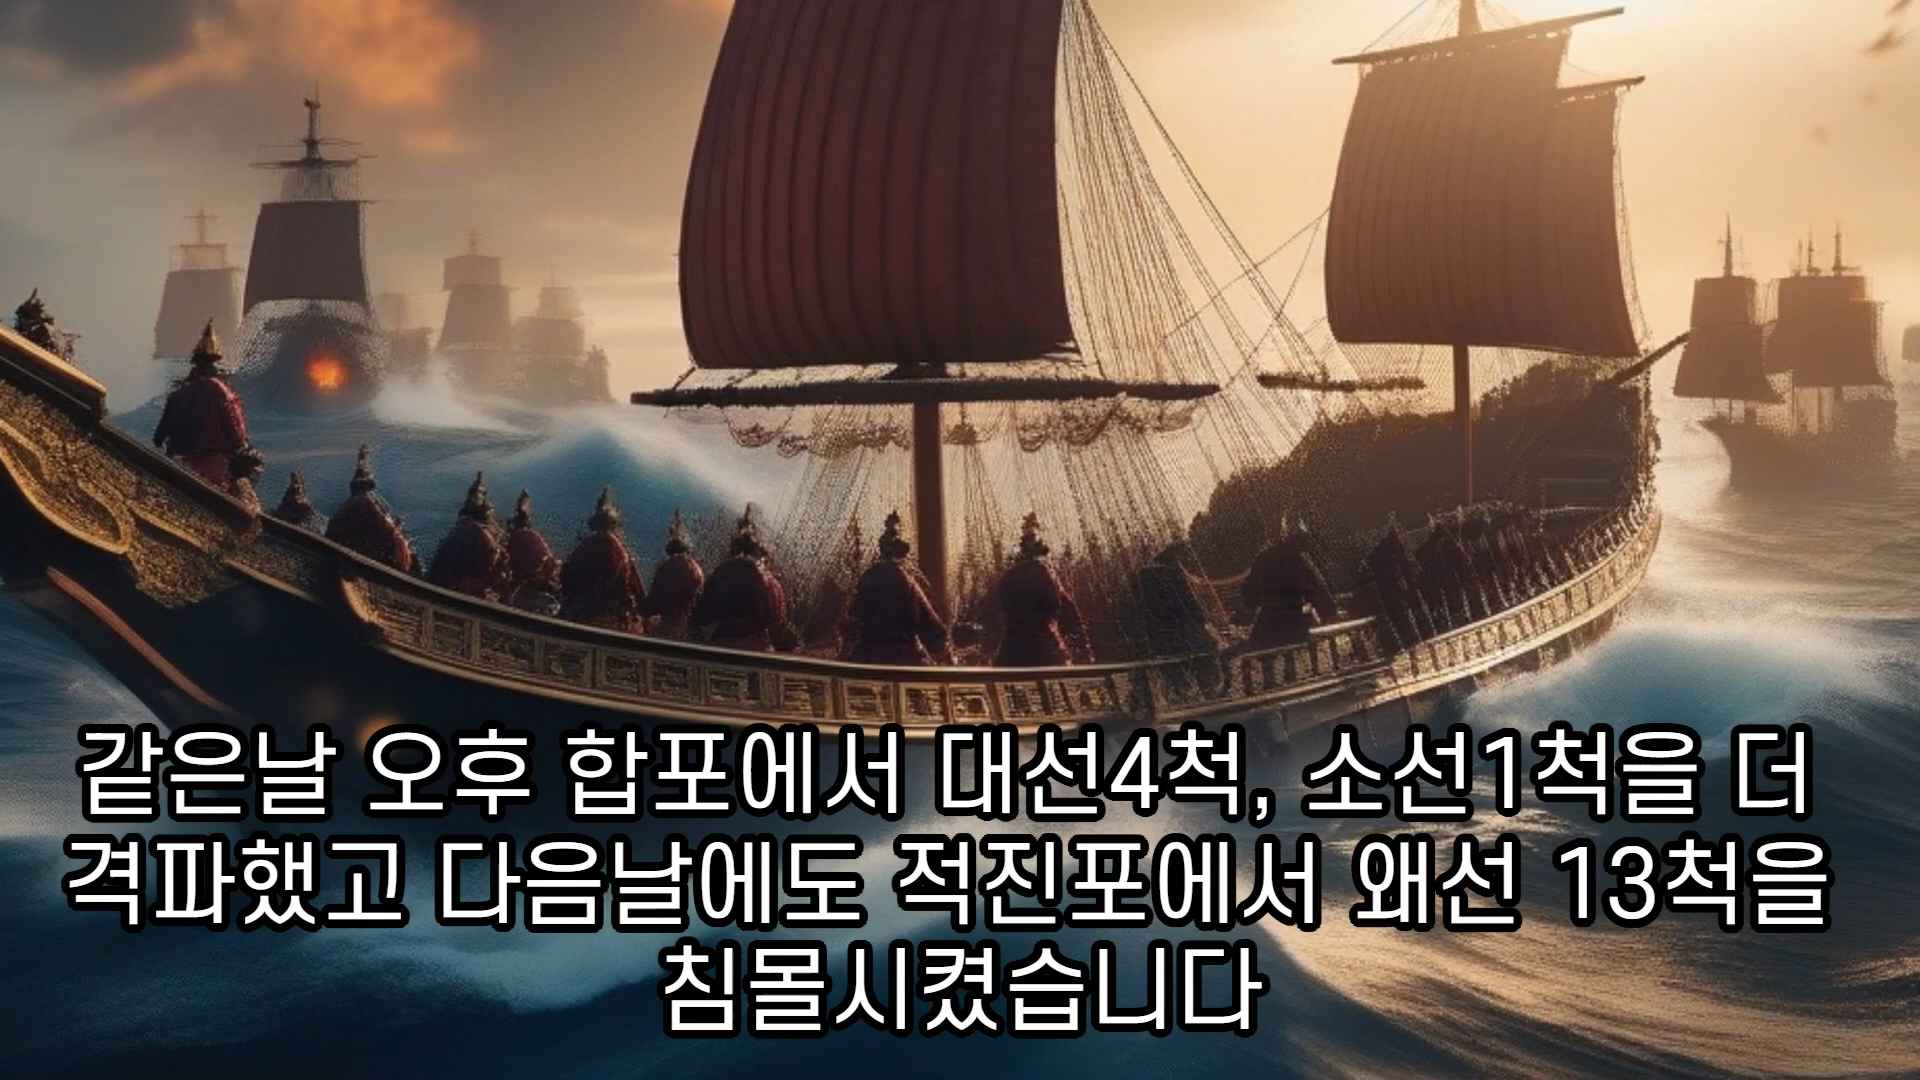 같은날 오후 합포에서 대선4척, 소선1척을 더
격파했고 다음날에도 적진포에서 왜선 13척을
침몰시켰습니다